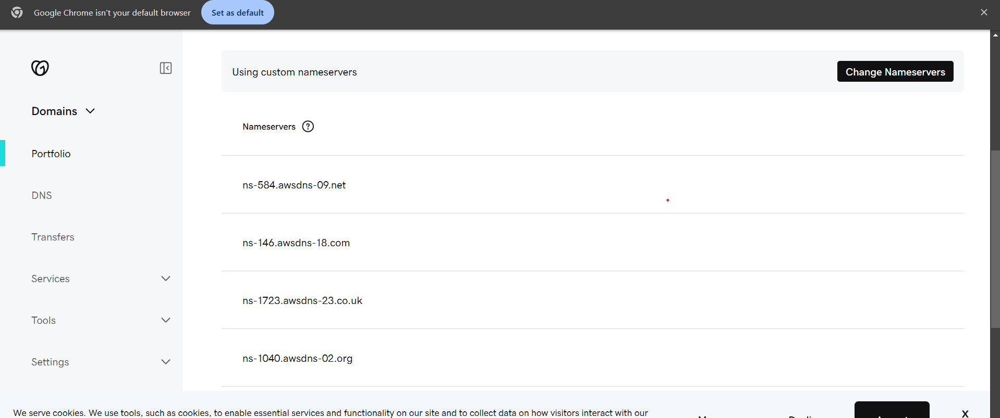 Google Chrome isn't your default browser Set as default
Using custom nameservers Change Nameservers
Domains
Portfolio
DNS
Transfers
Services
Tools
Settings
Nameservers
ns-584.awsdns-09.net
ns-146.awsdns-18.com
ns-1723.awsdns-23.co.uk
ns-1040.awsdns-02.org
We serve cookies. We use tools, such as cookies, to enable essential services and functionality on our site and to collect data on how visitors interact with our
X